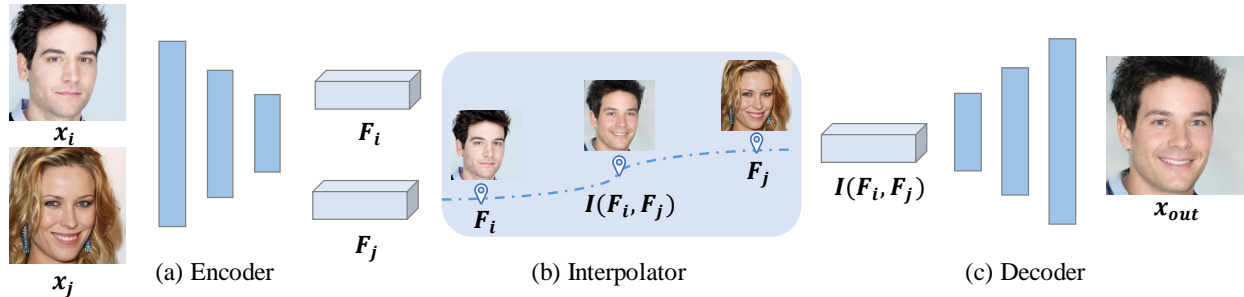 x_i
x_j
(a) Encoder
F_i
F_j
F_i
I(F_i, F_j)
F_j
(b) Interpolator
I(F_i, F_j)
(c) Decoder
x_out